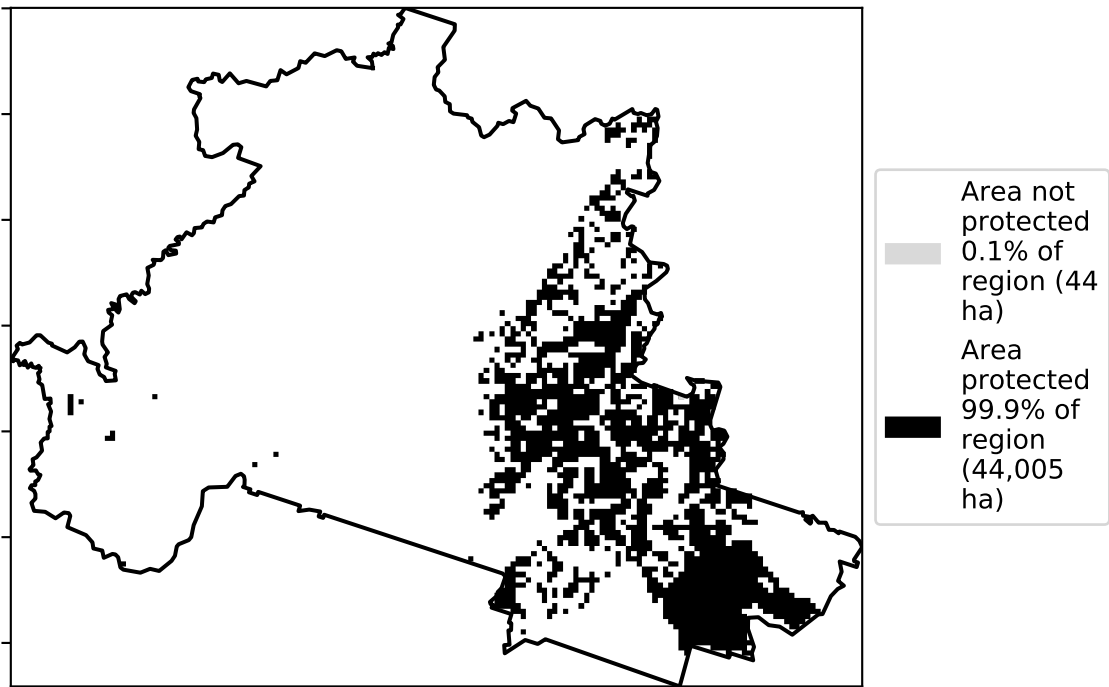 Area not
protected
0.1% of
region (44
ha)
Area
protected
99.9% of
region
(44,005
ha)